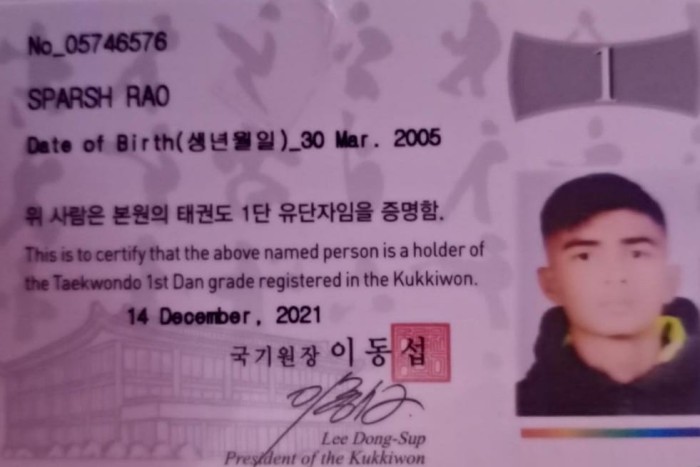 No_05746576
1
SPARSH RAO
Date of Birth(생년월일)_30 Mar. 2005
위 사람은 본원의 태권도 1단 유단자임을 증명함.
This is to certify that the above named person is a holder of
the Taekwondo 1st Dan grade registered in the Kukkiwon.
14 December, 2021
국기원장 이동섭
Lee Dong-Sup
President of the Kukkiwon